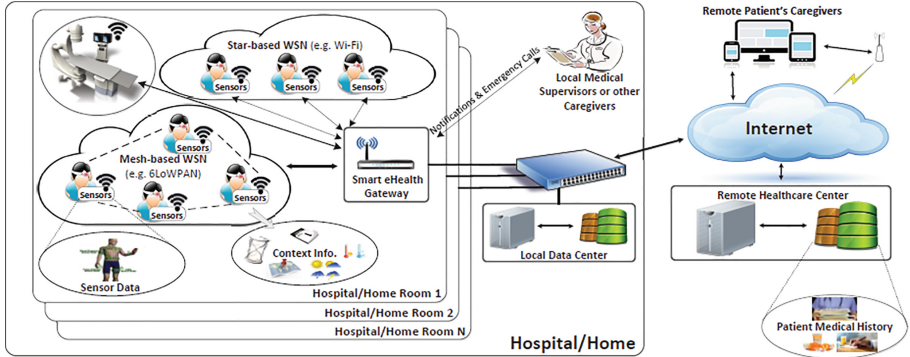 Star-based WSN (e.g. Wi-Fi)
Sensors
Sensors
Sensors
Mesh-based WSN
(e.g. 6LoWPAN)
Sensors
Sensors
Sensors
Sensors
Smart eHealth
Gateway
Notifications & Emergency Calls
Local Medical
Supervisors or other
Caregivers
Sensor Data
Context Info.
Local Data Center
Hospital/Home Room 1
Hospital/Home Room 2
Hospital/Home Room N
Hospital/Home
Remote Patient's Caregivers
Internet
Remote Healthcare Center
Patient Medical History